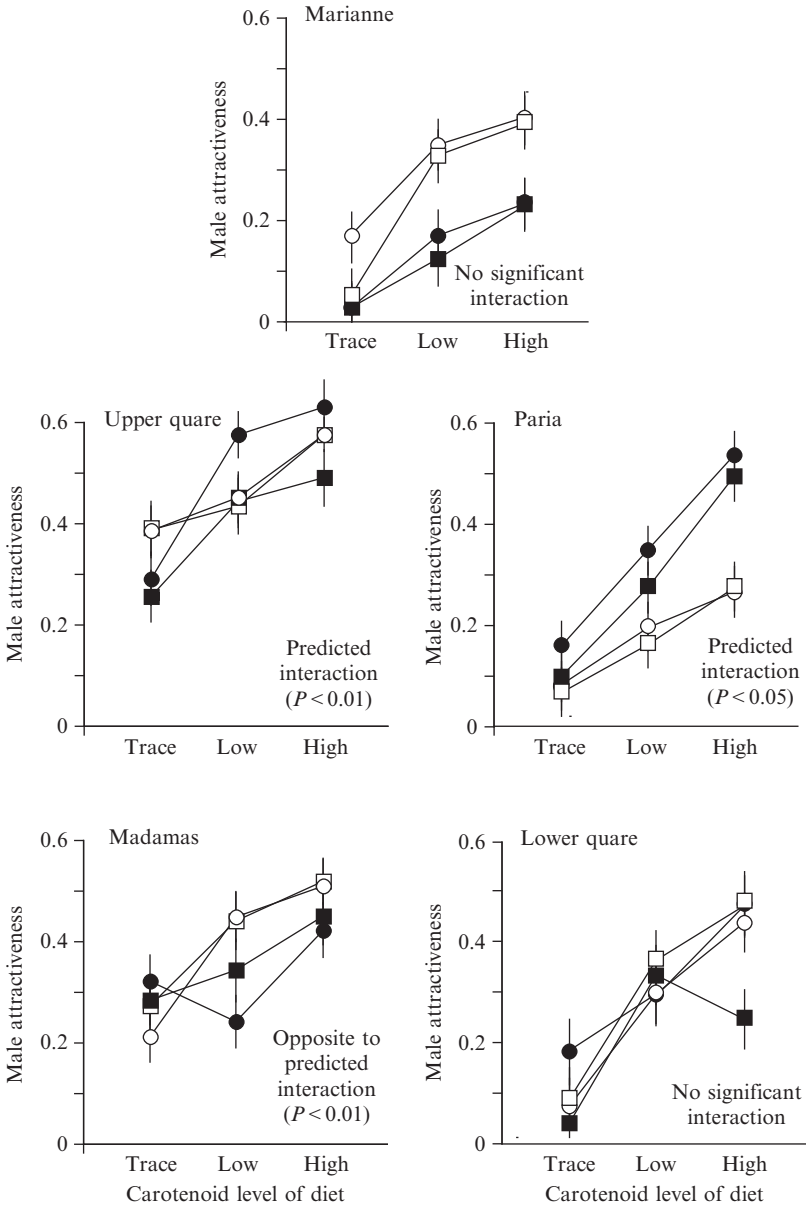 Marianne
0.6
0.4
0.2
0
Male attractiveness
No significant
interaction
Trace Low High
Upper quare
0.6
0.4
0.2
0
Male attractiveness
Predicted
interaction
(P < 0.01)
Trace Low High
Paria
0.6
0.4
0.2
0
Male attractiveness
Predicted
interaction
(P < 0.05)
Trace Low High
Madamas
0.6
0.4
0.2
0
Male attractiveness
Opposite to
predicted
interaction
(P < 0.01)
Trace Low High
Carotenoid level of diet
Lower quare
0.6
0.4
0.2
0
Male attractiveness
No significant
interaction
Trace Low High
Carotenoid level of diet